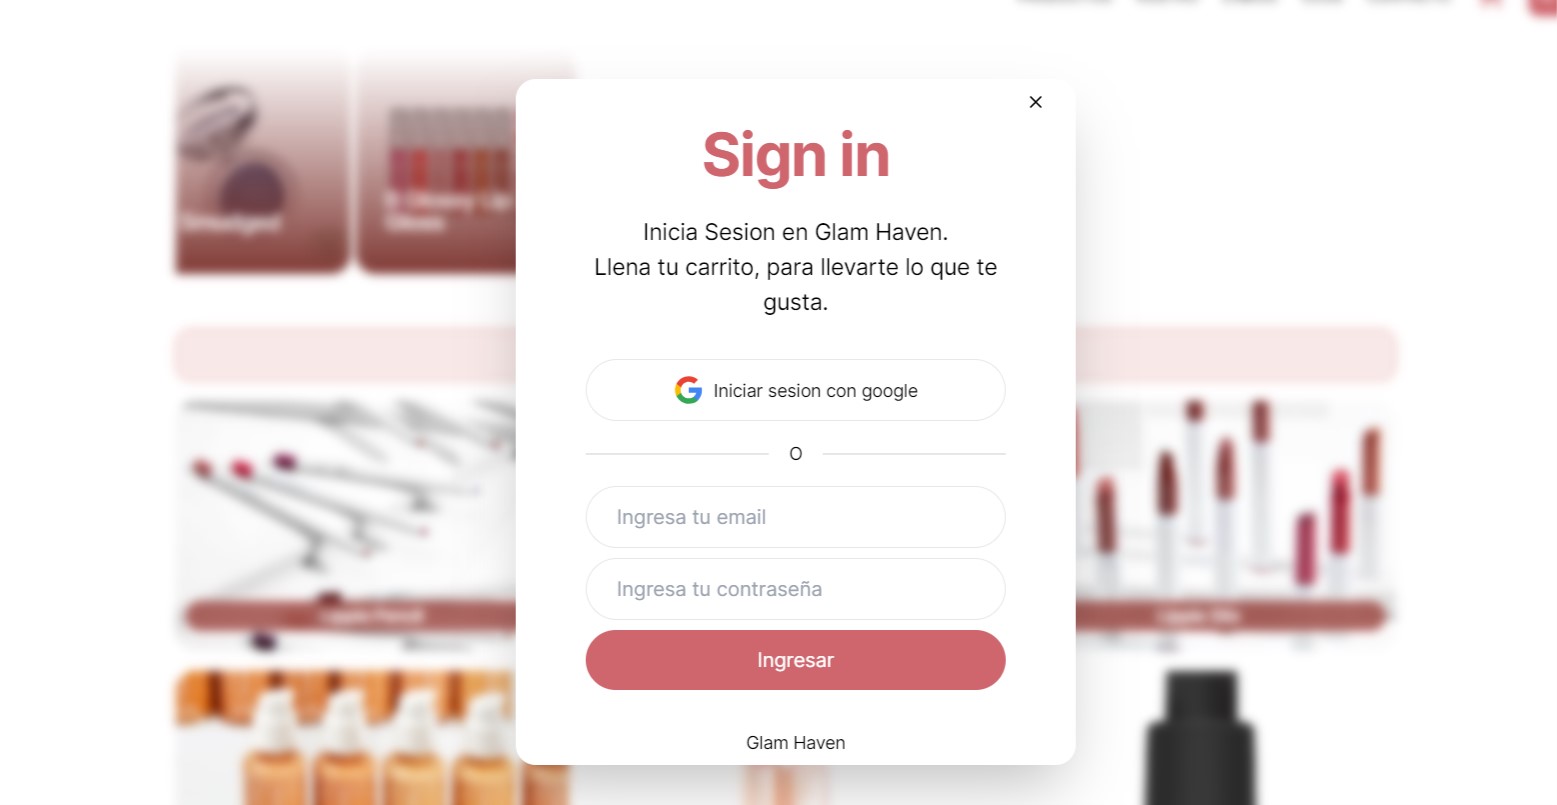 Sign in
Inicia Sesion en Glam Haven.
Llena tu carrito, para llevarte lo que te
gusta.
Iniciar sesion con google
O
Ingresa tu email
Ingresa tu contraseña
Ingresar
Glam Haven
Smudged